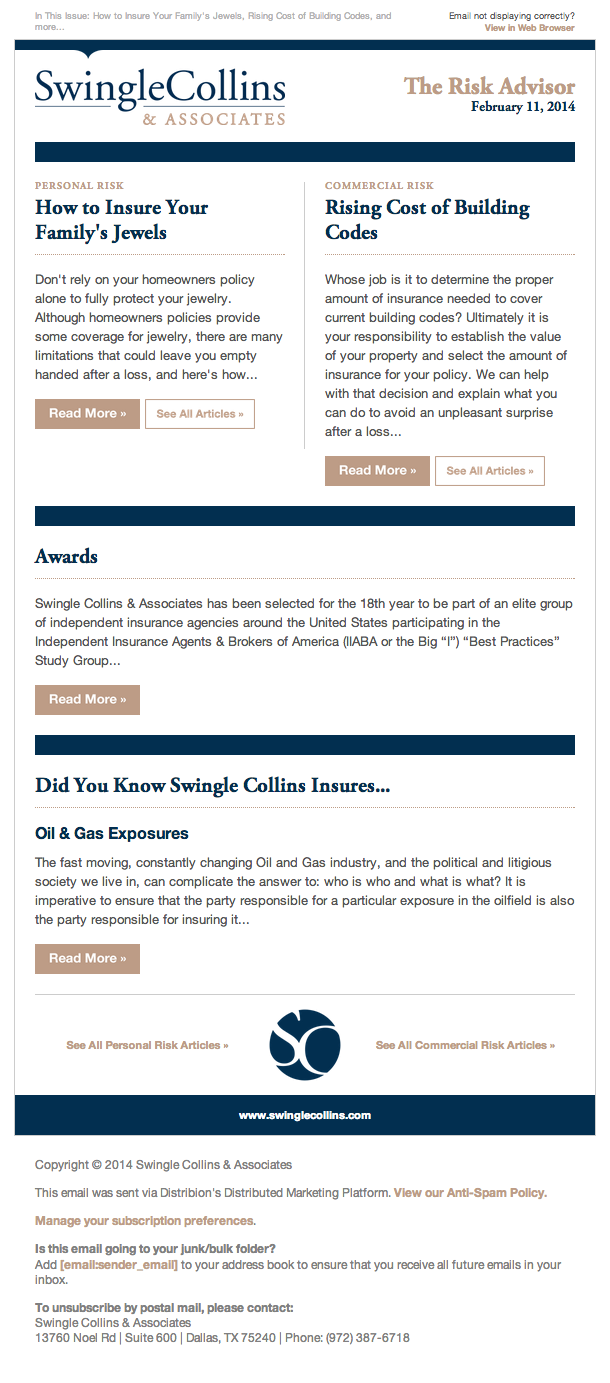 In This Issue: How to Insure Your Family's Jewels, Rising Cost of Building Codes, and
more...
Email not displaying correctly?
View in Web Browser
SwingleCollins
& ASSOCIATES
The Risk Advisor
February 11, 2014
PERSONAL RISK
How to Insure Your
Family's Jewels
Don't rely on your homeowners policy
alone to fully protect your jewelry.
Although homeowners policies provide
some coverage for jewelry, there are many
limitations that could leave you empty
handed after a loss, and here's how...
Read More »
See All Articles »
COMMERCIAL RISK
Rising Cost of Building
Codes
Whose job is it to determine the proper
amount of insurance needed to cover
current building codes? Ultimately it is
your responsibility to establish the value
of your property and select the amount of
insurance for your policy. We can help
with that decision and explain what you
can do to avoid an unpleasant surprise
after a loss...
Read More »
See All Articles »
Awards
Swingle Collins & Associates has been selected for the 18th year to be part of an elite group
of independent insurance agencies around the United States participating in the
Independent Insurance Agents & Brokers of America (IIABA or the Big “I”) “Best Practices”
Study Group...
Read More »
Did You Know Swingle Collins Insures...
Oil & Gas Exposures
The fast moving, constantly changing Oil and Gas industry, and the political and litigious
society we live in, can complicate the answer to: who is who and what is what? It is
imperative to ensure that the party responsible for a particular exposure in the oilfield is also
the party responsible for insuring it...
Read More »
See All Personal Risk Articles »
SC
See All Commercial Risk Articles »
www.swinglecollins.com
Copyright © 2014 Swingle Collins & Associates
This email was sent via Distribion's Distributed Marketing Platform. View our Anti-Spam Policy.
Manage your subscription preferences.
Is this email going to your junk/bulk folder?
Add [email:sender_email] to your address book to ensure that you receive all future emails in your
inbox.
To unsubscribe by postal mail, please contact:
Swingle Collins & Associates
13760 Noel Rd | Suite 600 | Dallas, TX 75240 | Phone: (972) 387-6718